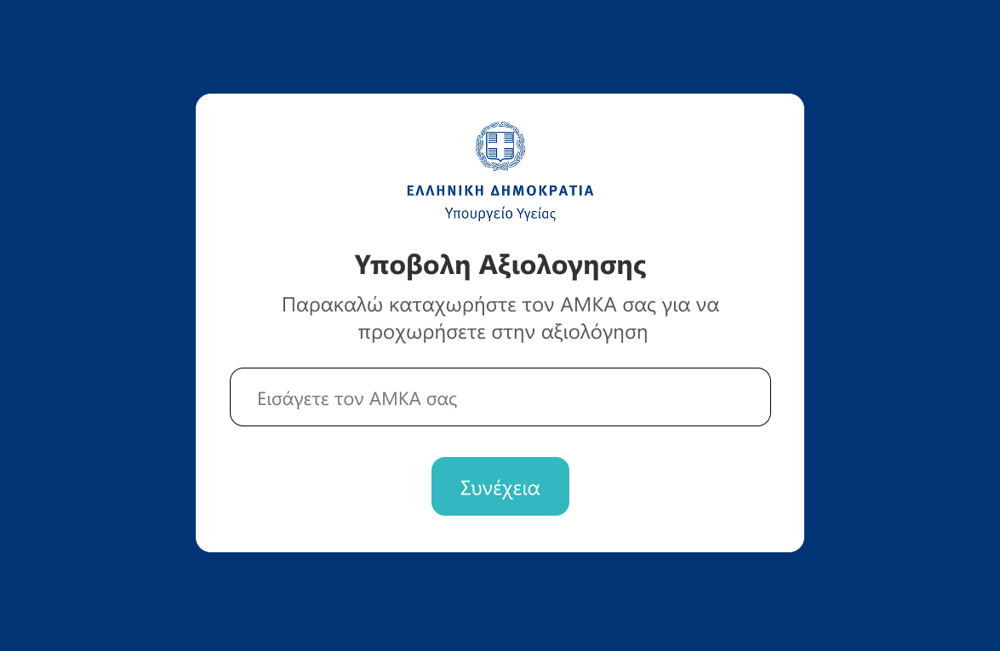 ΕΛΛΗΝΙΚΗ ΔΗΜΟΚΡΑΤΙΑ
Υπουργείο Υγείας
Υποβολη Αξιολογησης
Παρακαλώ καταχωρήστε τον ΑΜΚΑ σας για να
προχωρήσετε στην αξιολόγηση
Εισάγετε τον ΑΜΚΑ σας
Συνέχεια